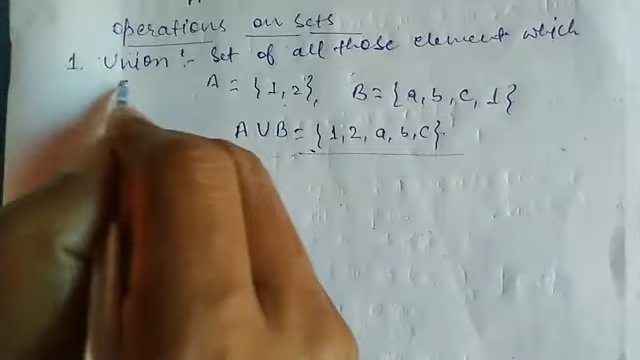 operations on sets
1. Union :- Set of all those element which
A = {1, 2}, B = {a, b, c, 1}
A ∪ B = {1, 2, a, b, c}.